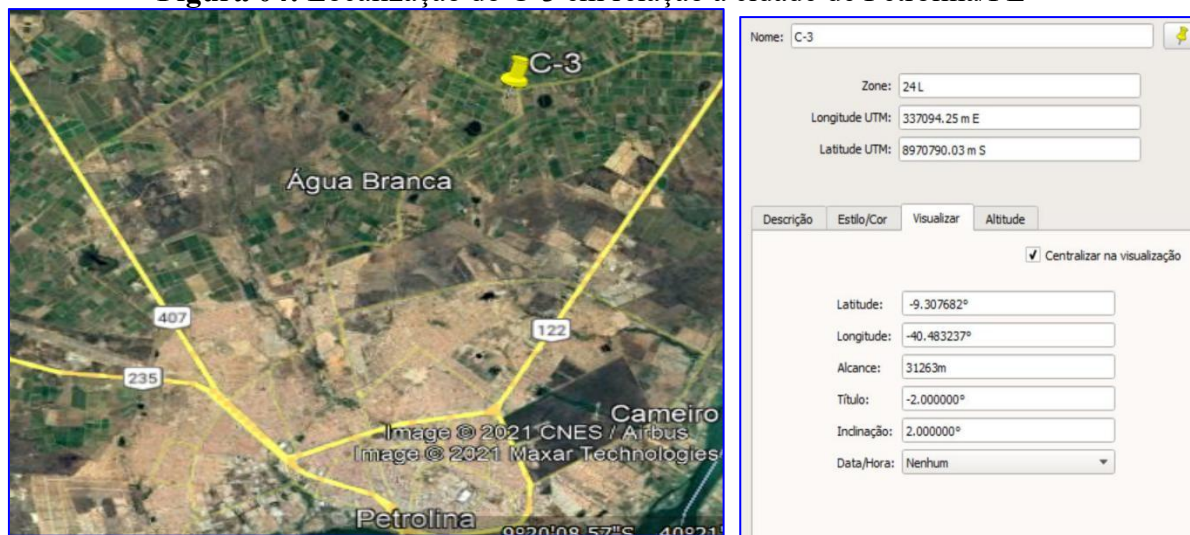 C-3
Água Branca
407
122
235
Cameiro
Image © 2021 CNES / Airbus
Image © 2021 Maxar Technologies
Petrolina
Nome: C-3
Zone: 24 L
Longitude UTM: 337094.25 m E
Latitude UTM: 8970790.03 m S
Descrição Estilo/Cor Visualizar Altitude
Centralizar na visualização
Latitude: -9.307682°
Longitude: -40.483237°
Alcance: 31263m
Título: -2.000000°
Inclinação: 2.000000°
Data/Hora: Nenhum